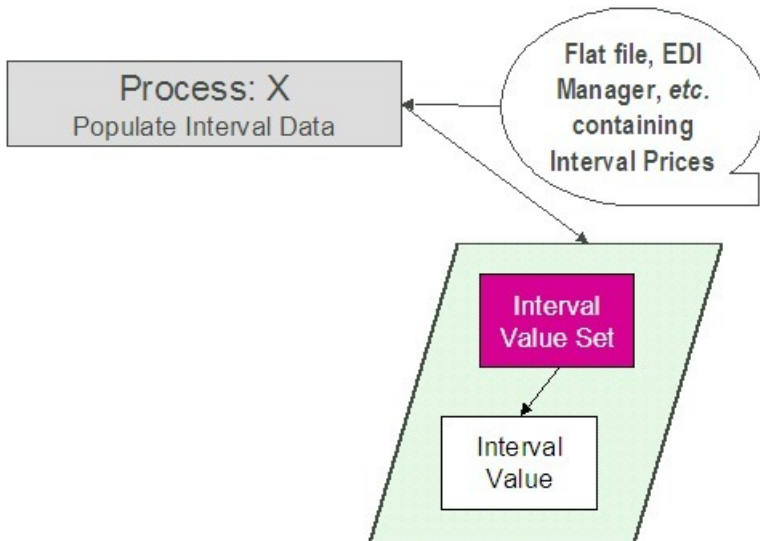 Process: X
Populate Interval Data
Flat file, EDI
Manager, etc.
containing
Interval Prices
Interval
Value Set
Interval
Value